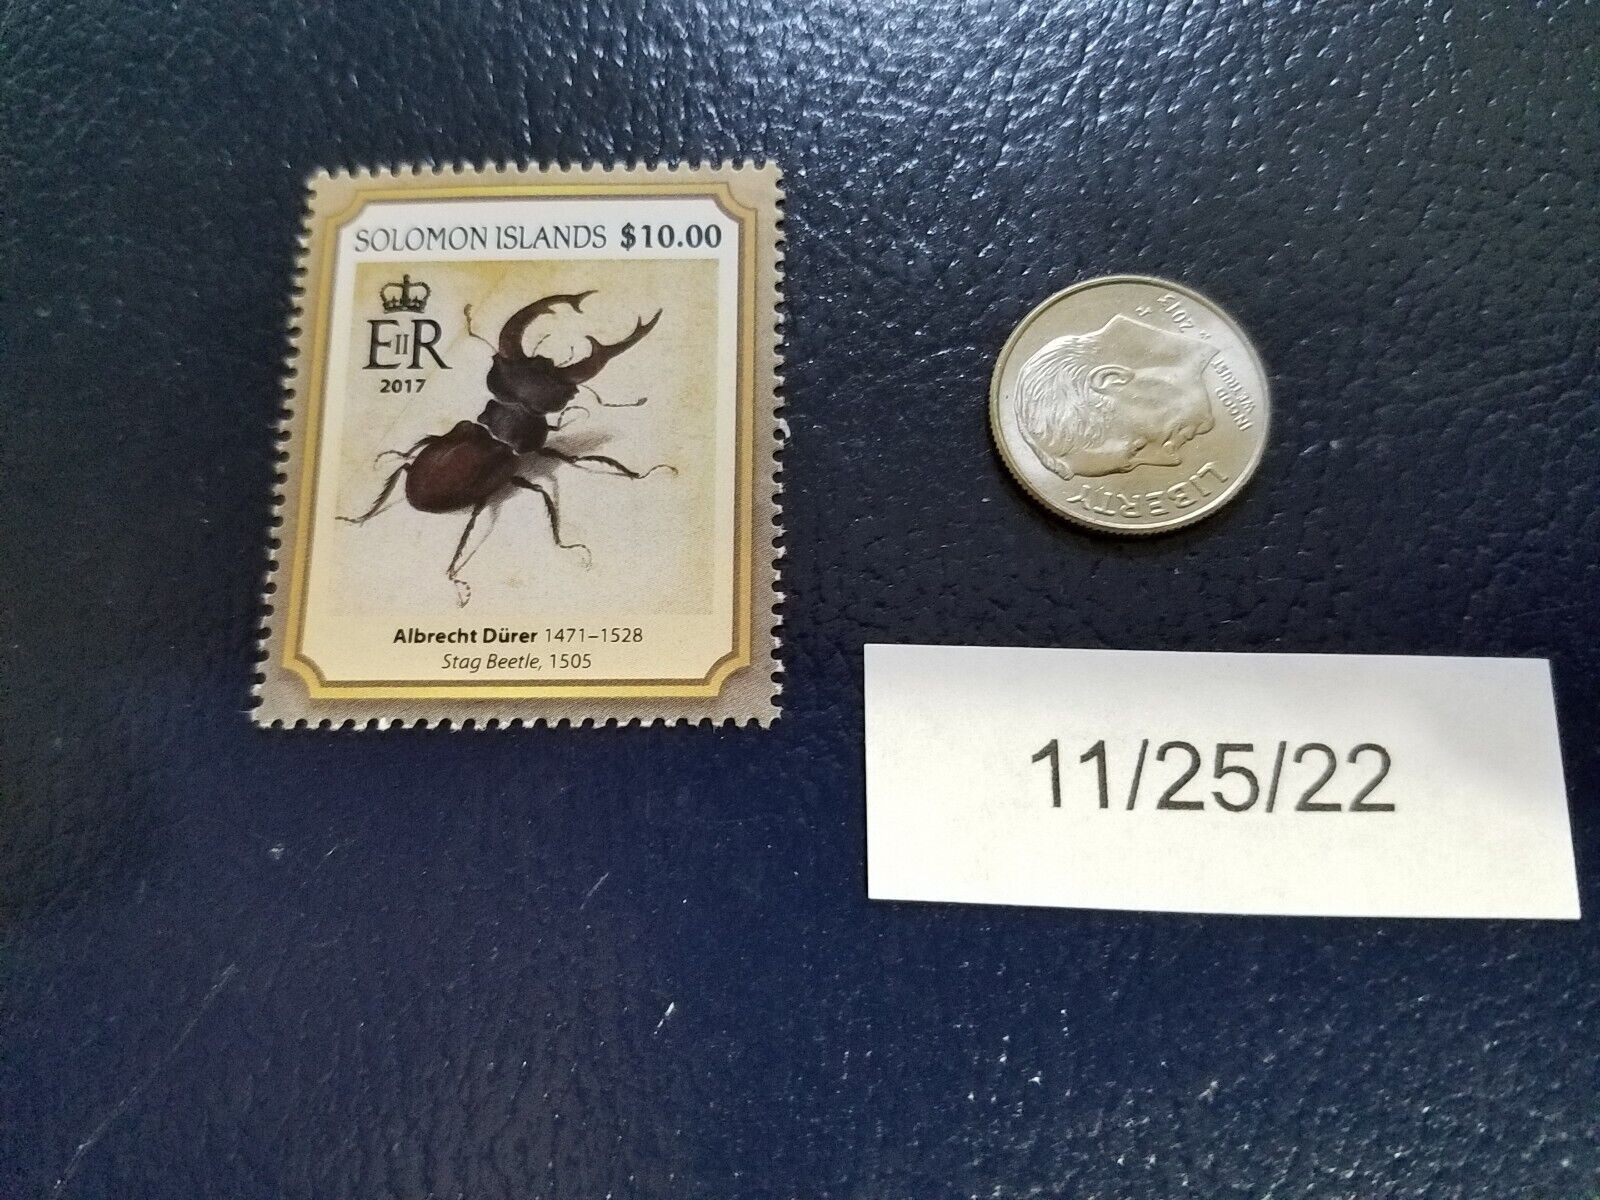 SOLOMON ISLANDS $10.00
EIIR
2017
Albrecht Dürer 1471–1528
Stag Beetle, 1505
LIBERTY
IN GOD
WE TRUST
P
2015
11/25/22